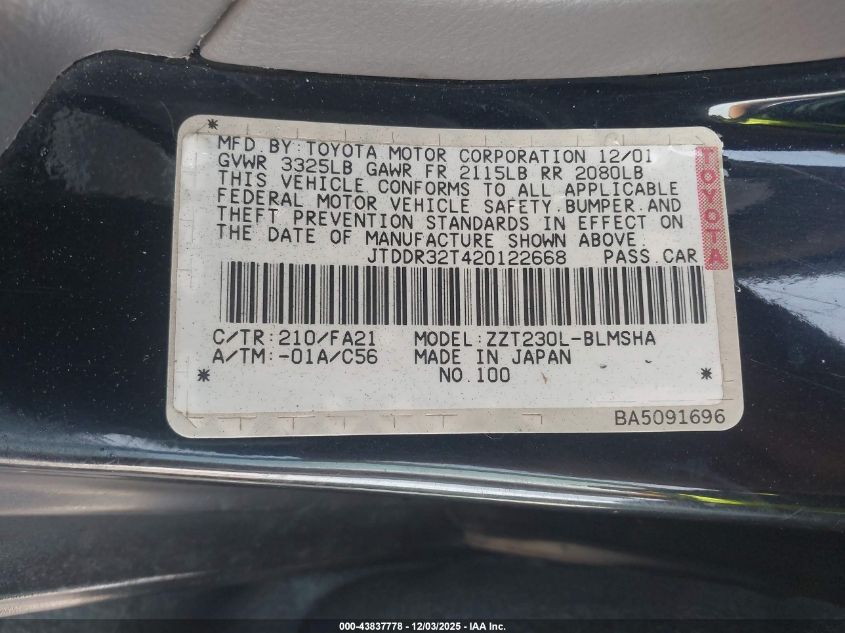 MFD. BY: TOYOTA MOTOR CORPORATION 12/01
GVWR 3325LB GAWR FR 2115LB RR 2080LB
THIS VEHICLE CONFORMS TO ALL APPLICABLE
FEDERAL MOTOR VEHICLE SAFETY, BUMPER, AND
THEFT PREVENTION STANDARDS IN EFFECT ON
THE DATE OF MANUFACTURE SHOWN ABOVE.
JTDDR32T420122668 PASS. CAR
TOYOTA
C/TR: 210/FA21 MODEL: ZZT230L-BLMSHA
A/TM: -01A/C56 MADE IN JAPAN
* NO. 100 *
BA5091696
000-43837778 - 12/03/2025 - IAA Inc.